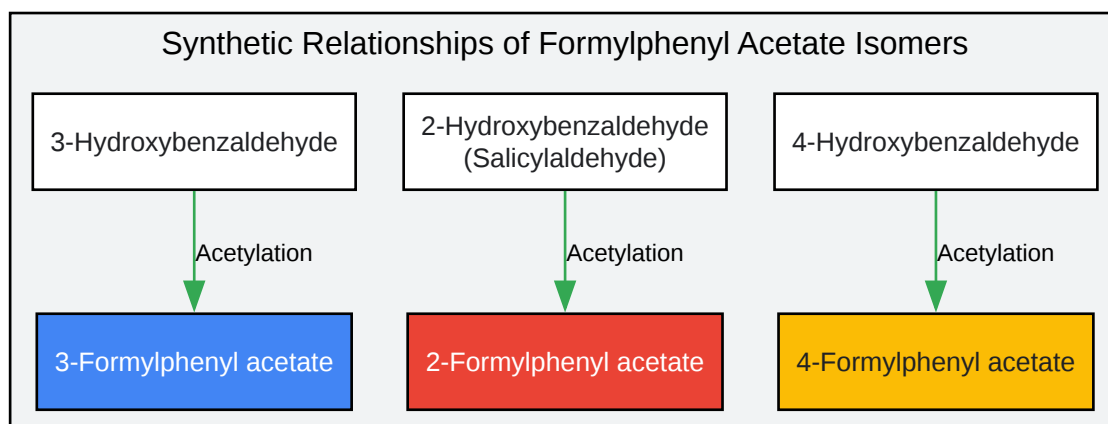 Synthetic Relationships of Formylphenyl Acetate Isomers
3-Hydroxybenzaldehyde
2-Hydroxybenzaldehyde
(Salicylaldehyde)
4-Hydroxybenzaldehyde
Acetylation
Acetylation
Acetylation
3-Formylphenyl acetate
2-Formylphenyl acetate
4-Formylphenyl acetate